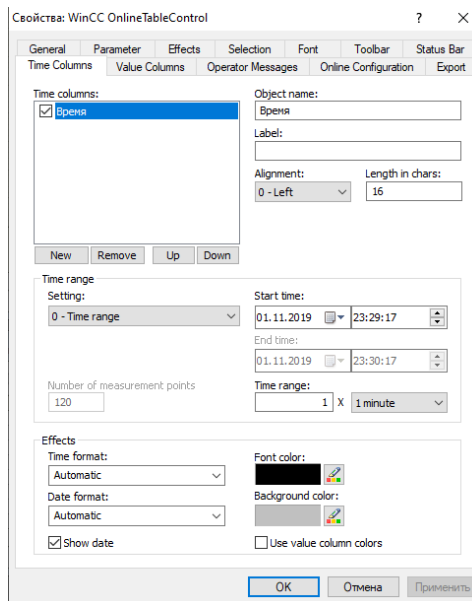 Свойства: WinCC OnlineTableControl
General Parameter Effects Selection Font Toolbar Status Bar
Time Columns Value Columns Operator Messages Online Configuration Export
Time columns:
Время
Object name:
Время
Label:
Alignment: Length in chars:
0 - Left 16
New Remove Up Down
Time range
Setting: Start time:
0 - Time range 01.11.2019 23:29:17
End time:
01.11.2019 23:30:17
Number of measurement points Time range:
120 1 X 1 minute
Effects
Time format: Font color:
Automatic
Date format: Background color:
Automatic
Show date Use value column colors
OK Отмена Применить